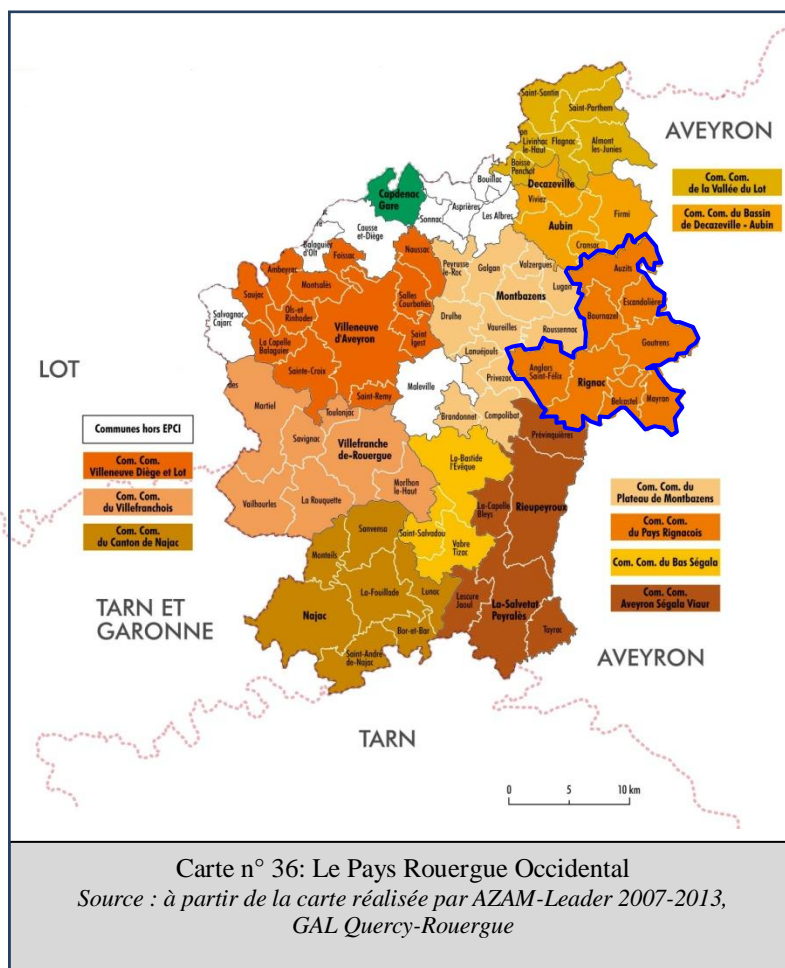 Saint-Santin
Saint-Parthem
AVEYRON
Livinhac
le-Haut
Flagnac
Almont
les-Junies
Boisse
Penchot
Bouillac
Decazeville
Com. Com.
de la Vallée du Lot
Capdenac
Gare
Viviez
Asprières
Les Albres
Sonnac
Firmi
Com. Com. du Bassin
de Decazeville - Aubin
Aubin
Causse
et-Diège
Cransac
Balaguier
d'Olt
Foissac
Naussac
Peyrusse
le-Roc
Galgan
Valzergues
Auzits
Ambeyrac
Montsalès
Lugan
Saujac
Salles
Courbatiès
Montbazens
Escandolières
Salvagnac
Cajarc
Ols-et
Rinhodes
Drulhe
Bournazel
Villeneuve
d'Aveyron
Vaureilles
Roussennac
La Capelle
Balaguier
Saint
Igest
Goutrens
Lanuéjouls
LOT
Sainte-Croix
Anglars
Saint-Félix
Privezac
Rignac
Maleville
Saint-Remy
des
Martiel
Toulonjac
Brandonnet
Compolibat
Belcastel
Mayran
Communes hors EPCI
Savignac
Villefranche
de-Rouergue
Prévinquières
Com. Com.
Villeneuve Diège et Lot
La-Bastide
l'Evêque
Com. Com.
du Villefranchois
Vailhourles
La Rouquette
Morlhon
le-Haut
Com. Com. du
Plateau de Montbazens
La-Capelle
Bleys
Rieupeyroux
Com. Com.
du Canton de Najac
Sanvensa
Saint-Salvadou
Com. Com.
du Pays Rignacois
Monteils
Vabre
Tizac
Com. Com. du Bas Ségala
La-Fouillade
Lunac
Lescure
Jaoul
Com. Com.
Aveyron Ségala Viaur
TARN ET
GARONNE
Najac
La-Salvetat
Peyralès
Bor-et-Bar
Tayrac
Saint-André
de-Najac
AVEYRON
TARN
0 5 10 km
Carte n° 36: Le Pays Rouergue Occidental
Source : à partir de la carte réalisée par AZAM-Leader 2007-2013,
GAL Quercy-Rouergue